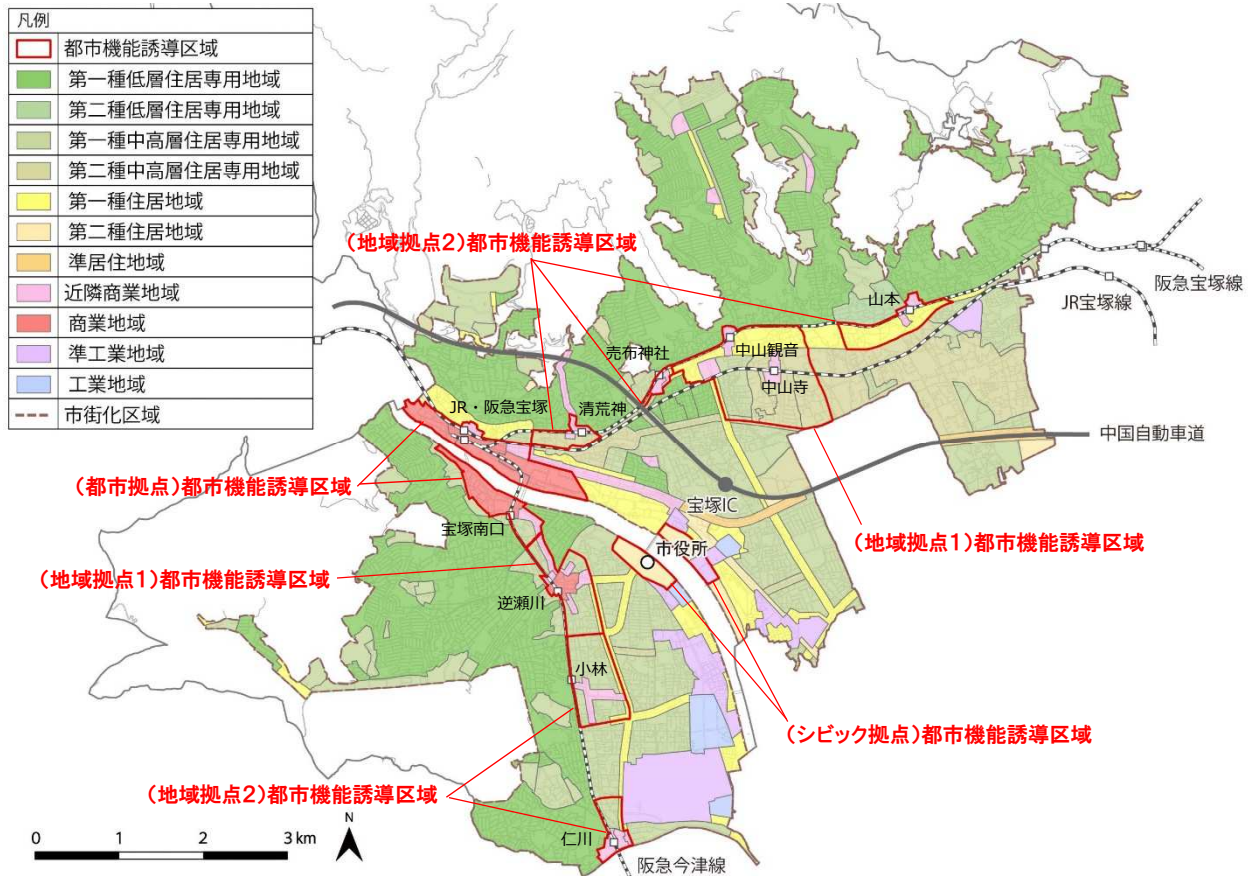 凡例
都市機能誘導区域
第一種低層住居専用地域
第二種低層住居専用地域
第一種中高層住居専用地域
第二種中高層住居専用地域
第一種住居地域
第二種住居地域
準居住地域
近隣商業地域
商業地域
準工業地域
工業地域
市街化区域
(地域拠点2)都市機能誘導区域
山本
阪急宝塚線
JR宝塚線
売布神社
中山観音
中山寺
JR・阪急宝塚
清荒神
中国自動車道
(都市拠点)都市機能誘導区域
宝塚IC
宝塚南口
市役所
(地域拠点1)都市機能誘導区域
(地域拠点1)都市機能誘導区域
逆瀬川
小林
(シビック拠点)都市機能誘導区域
(地域拠点2)都市機能誘導区域
仁川
阪急今津線
0 1 2 3 km
N